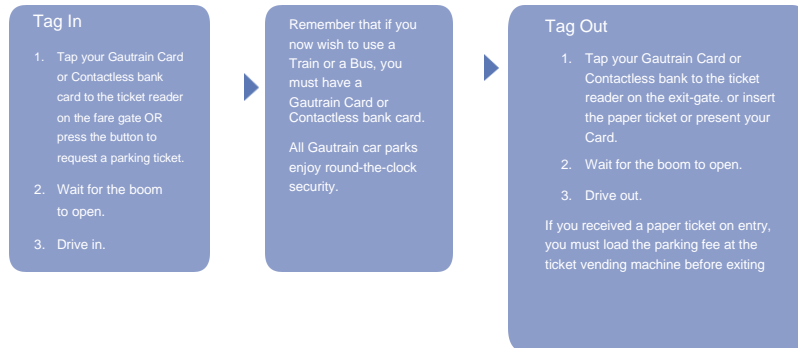 Tag In
1. Tap your Gautrain Card
or Contactless bank
card to the ticket reader
on the fare gate OR
press the button to
request a parking ticket.
2. Wait for the boom
to open.
3. Drive in.
Remember that if you
now wish to use a
Train or a Bus, you
must have a
Gautrain Card or
Contactless bank card.
All Gautrain car parks
enjoy round-the-clock
security.
Tag Out
1. Tap your Gautrain Card or
Contactless bank to the ticket
reader on the exit-gate. or insert
the paper ticket or present your
Card.
2. Wait for the boom to open.
3. Drive out.
If you received a paper ticket on entry,
you must load the parking fee at the
ticket vending machine before exiting